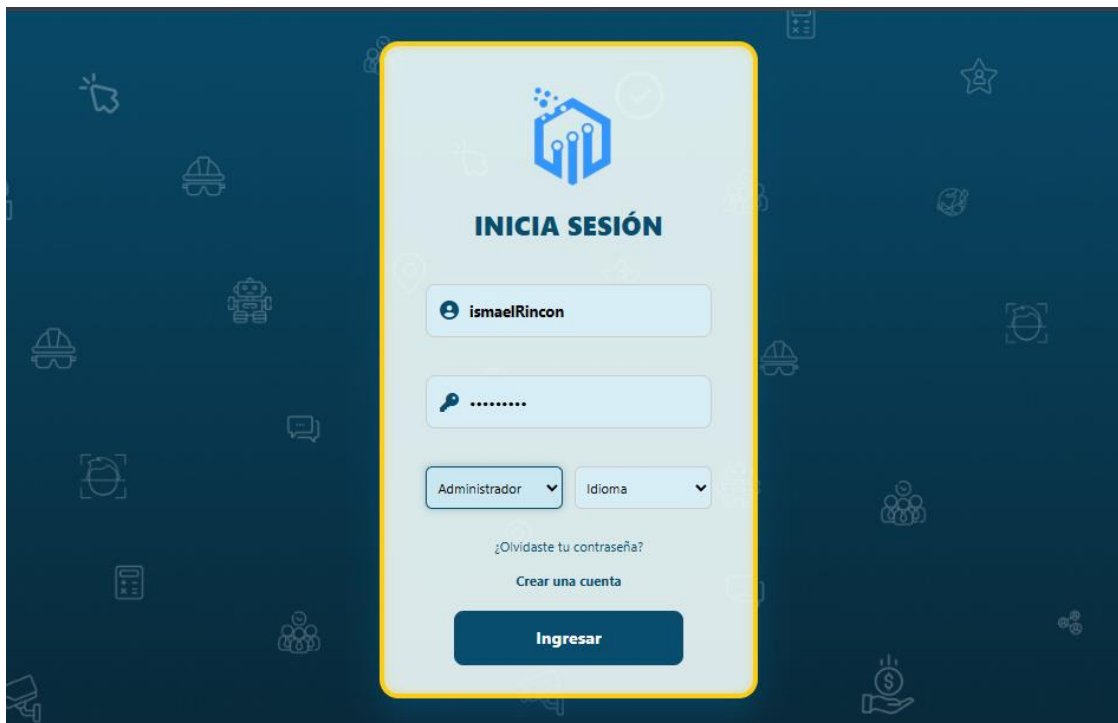 INICIA SESIÓN
ismaelRincon
•••••••••
Administrador Idioma
¿Olvidaste tu contraseña?
Crear una cuenta
Ingresar